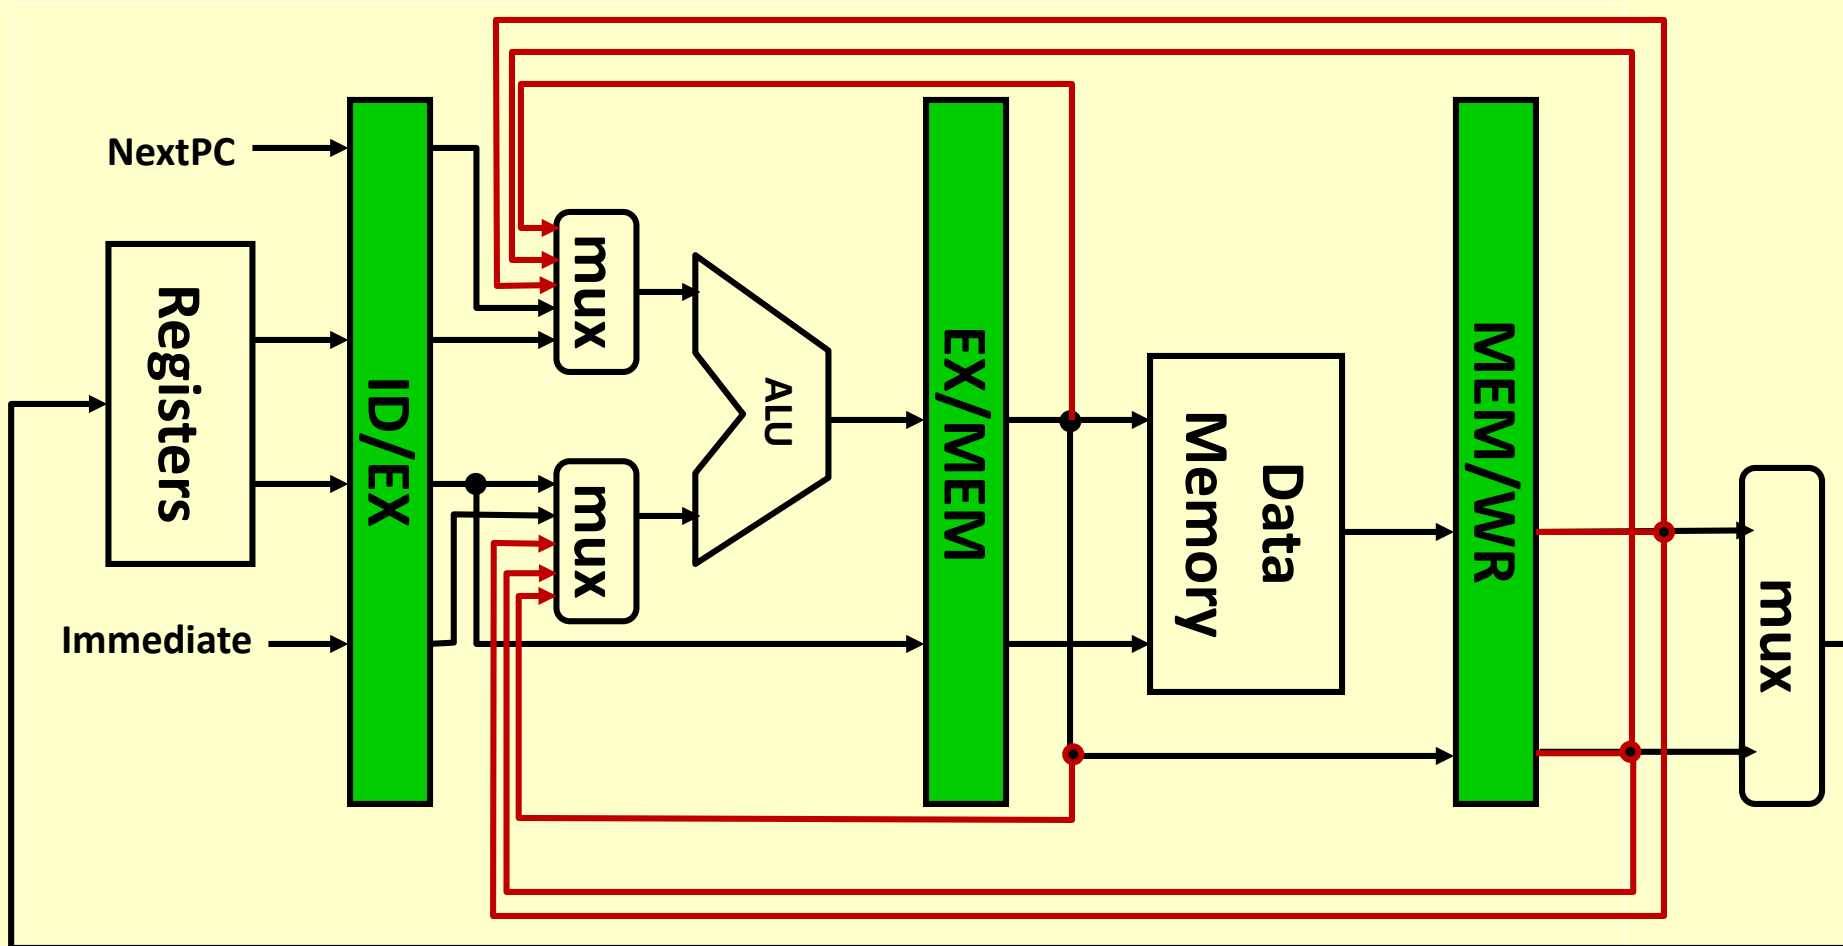 NextPC
Registers
Immediate
ID/EX
mux
mux
ALU
EX/MEM
Data
Memory
MEM/WR
mux